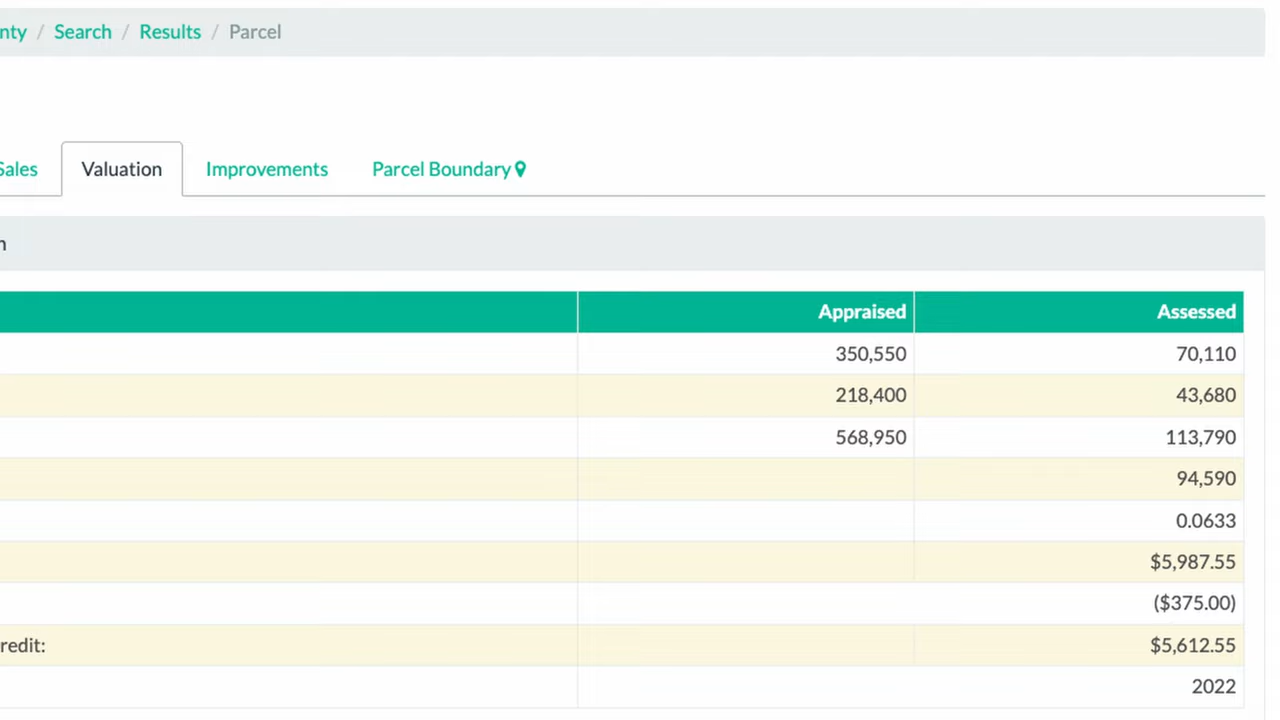 nty / Search / Results / Parcel
Sales Valuation Improvements Parcel Boundary
n
Appraised Assessed
350,550 70,110
218,400 43,680
568,950 113,790
94,590
0.0633
$5,987.55
($375.00)
redit: $5,612.55
2022